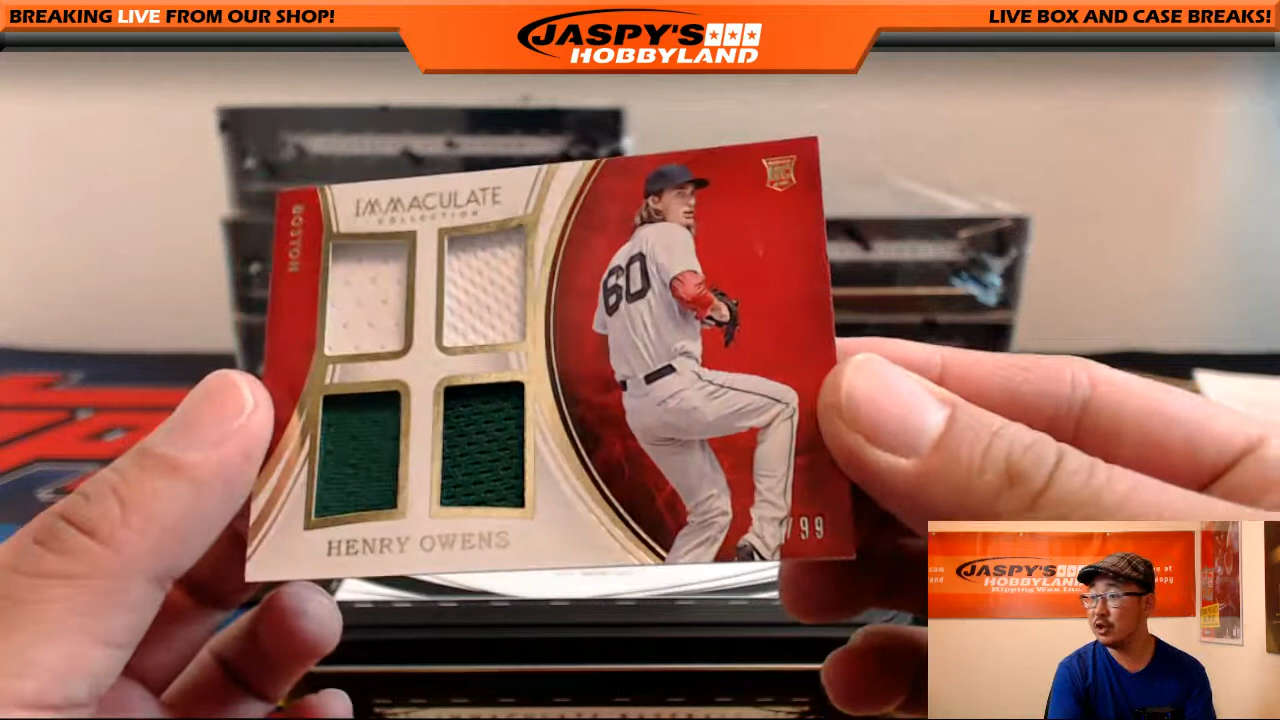 BREAKING LIVE FROM OUR SHOP!
JASPY'S
HOBBYLAND
LIVE BOX AND CASE BREAKS!
IMMACULATE
COLLECTION
BOSTON
60
HENRY OWENS
/99
JASPY'S
HOBBYLAND
Ripping Wax Inc.